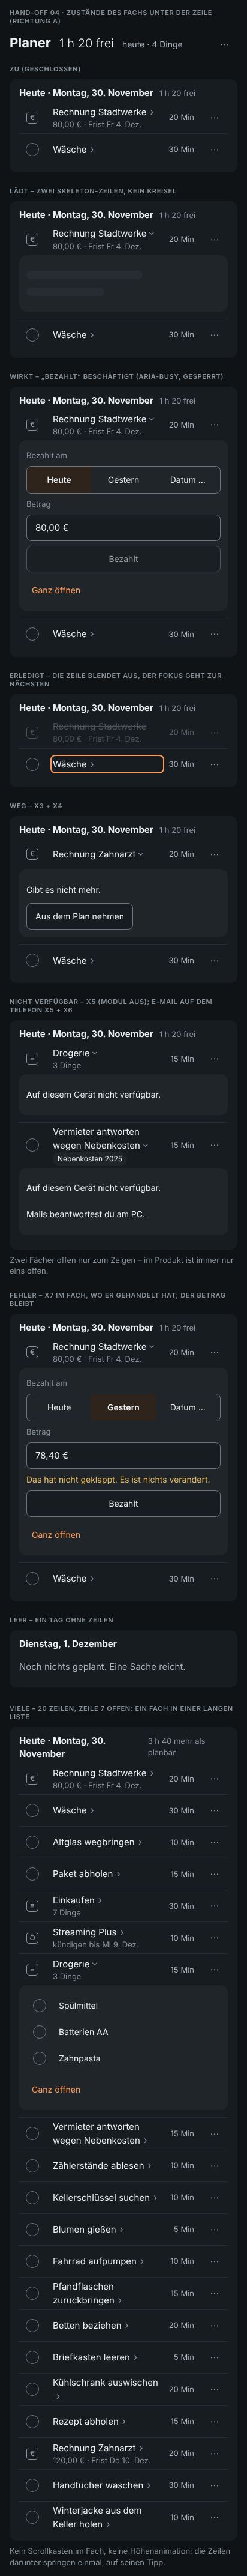 HAND-OFF 04 · ZUSTÄNDE DES FACHS UNTER DER ZEILE
(RICHTUNG A)
Planer 1 h 20 frei heute · 4 Dinge ...
ZU (GESCHLOSSEN)
Heute · Montag, 30. November 1 h 20 frei
€ Rechnung Stadtwerke › 20 Min ...
80,00 € · Frist Fr 4. Dez.
Wäsche › 30 Min ...
LÄDT – ZWEI SKELETON-ZEILEN, KEIN KREISEL
Heute · Montag, 30. November 1 h 20 frei
€ Rechnung Stadtwerke 20 Min ...
80,00 € · Frist Fr 4. Dez.
Wäsche › 30 Min ...
WIRKT – „BEZAHLT“ BESCHÄFTIGT (ARIA-BUSY, GESPERRT)
Heute · Montag, 30. November 1 h 20 frei
€ Rechnung Stadtwerke 20 Min ...
80,00 € · Frist Fr 4. Dez.
Bezahlt am
Heute Gestern Datum ...
Betrag
80,00 €
Bezahlt
Ganz öffnen
Wäsche › 30 Min ...
ERLEDIGT – DIE ZEILE BLENDET AUS, DER FOKUS GEHT ZUR
NÄCHSTEN
Heute · Montag, 30. November 1 h 20 frei
€ Rechnung Stadtwerke 20 Min ...
80,00 € · Frist Fr 4. Dez.
Wäsche › 30 Min ...
WEG – X3 + X4
Heute · Montag, 30. November 1 h 20 frei
€ Rechnung Zahnarzt 20 Min ...
Gibt es nicht mehr.
Aus dem Plan nehmen
Wäsche › 30 Min ...
NICHT VERFÜGBAR – X5 (MODUL AUS); E-MAIL AUF DEM
TELEFON X5 + X6
Heute · Montag, 30. November 1 h 20 frei
Drogerie 15 Min ...
3 Dinge
Auf diesem Gerät nicht verfügbar.
Vermieter antworten
wegen Nebenkosten 15 Min ...
Nebenkosten 2025
Auf diesem Gerät nicht verfügbar.
Mails beantwortest du am PC.
Zwei Fächer offen nur zum Zeigen – im Produkt ist immer nur
eins offen.
FEHLER – X7 IM FACH, WO ER GEHANDELT HAT; DER BETRAG
BLEIBT
Heute · Montag, 30. November 1 h 20 frei
€ Rechnung Stadtwerke 20 Min ...
80,00 € · Frist Fr 4. Dez.
Bezahlt am
Heute Gestern Datum ...
Betrag
78,40 €
Das hat nicht geklappt. Es ist nichts verändert.
Bezahlt
Ganz öffnen
Wäsche › 30 Min ...
LEER – EIN TAG OHNE ZEILEN
Dienstag, 1. Dezember
Noch nichts geplant. Eine Sache reicht.
VIELE – 20 ZEILEN, ZEILE 7 OFFEN: EIN FACH IN EINER LANGEN
LISTE
Heute · Montag, 30. November 3 h 40 mehr als planbar
€ Rechnung Stadtwerke › 20 Min ...
80,00 € · Frist Fr 4. Dez.
Wäsche › 30 Min ...
Altglas wegbringen › 10 Min ...
Paket abholen › 15 Min ...
Einkaufen › 30 Min ...
7 Dinge
Streaming Plus › 10 Min ...
kündigen bis Mi 9. Dez.
Drogerie 15 Min ...
3 Dinge
Spülmittel
Batterien AA
Zahnpasta
Ganz öffnen
Vermieter antworten
wegen Nebenkosten › 15 Min ...
Zählerstände ablesen › 10 Min ...
Kellerschlüssel suchen › 10 Min ...
Blumen gießen › 5 Min ...
Fahrrad aufpumpen › 10 Min ...
Pfandflaschen
zurückbringen › 15 Min ...
Betten beziehen › 20 Min ...
Briefkasten leeren › 5 Min ...
Kühlschrank auswischen › 20 Min ...
Rezept abholen › 15 Min ...
€ Rechnung Zahnarzt › 20 Min ...
120,00 € · Frist Do 10. Dez.
Handtücher waschen › 30 Min ...
Winterjacke aus dem
Keller holen › 10 Min ...
Kein Scrollkasten im Fach, keine Höhenanimation: die Zeilen
darunter springen einmal, auf seinen Tipp.